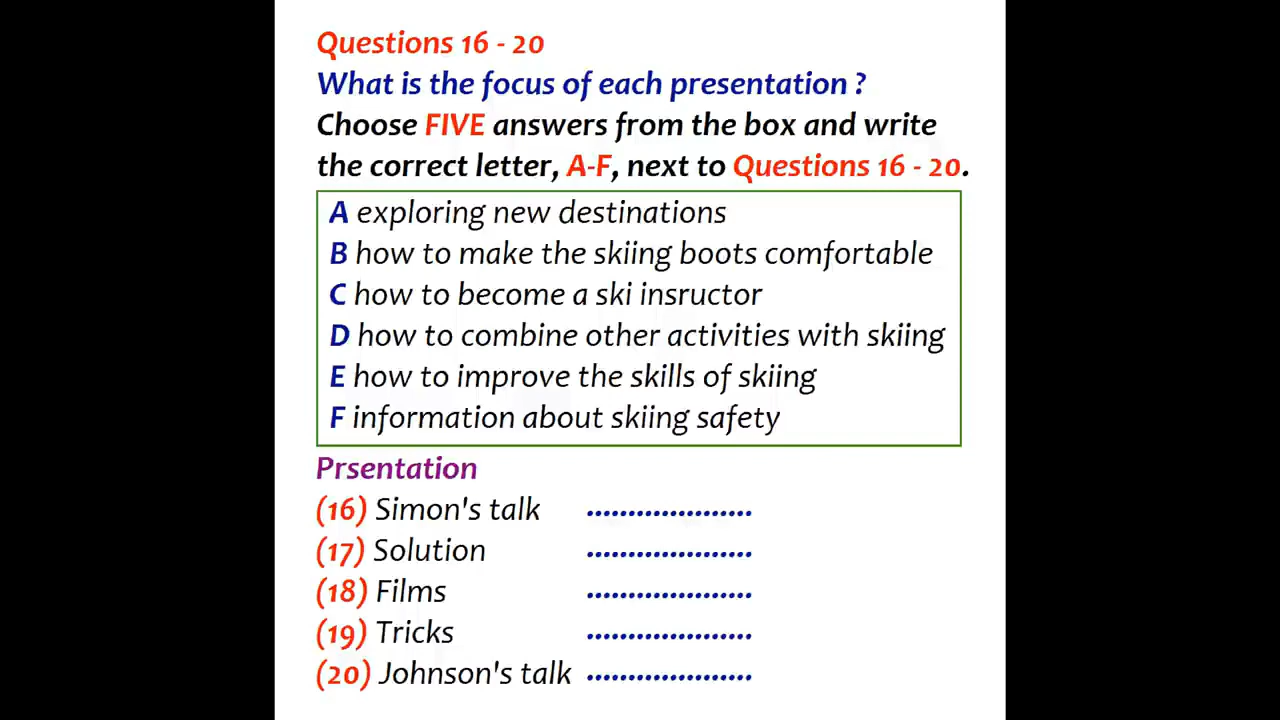 Questions 16 - 20
What is the focus of each presentation ?
Choose FIVE answers from the box and write
the correct letter, A-F, next to Questions 16 - 20.
A exploring new destinations
B how to make the skiing boots comfortable
C how to become a ski insructor
D how to combine other activities with skiing
E how to improve the skills of skiing
F information about skiing safety
Prsentation
(16) Simon's talk ....................
(17) Solution ....................
(18) Films ....................
(19) Tricks ....................
(20) Johnson's talk ....................